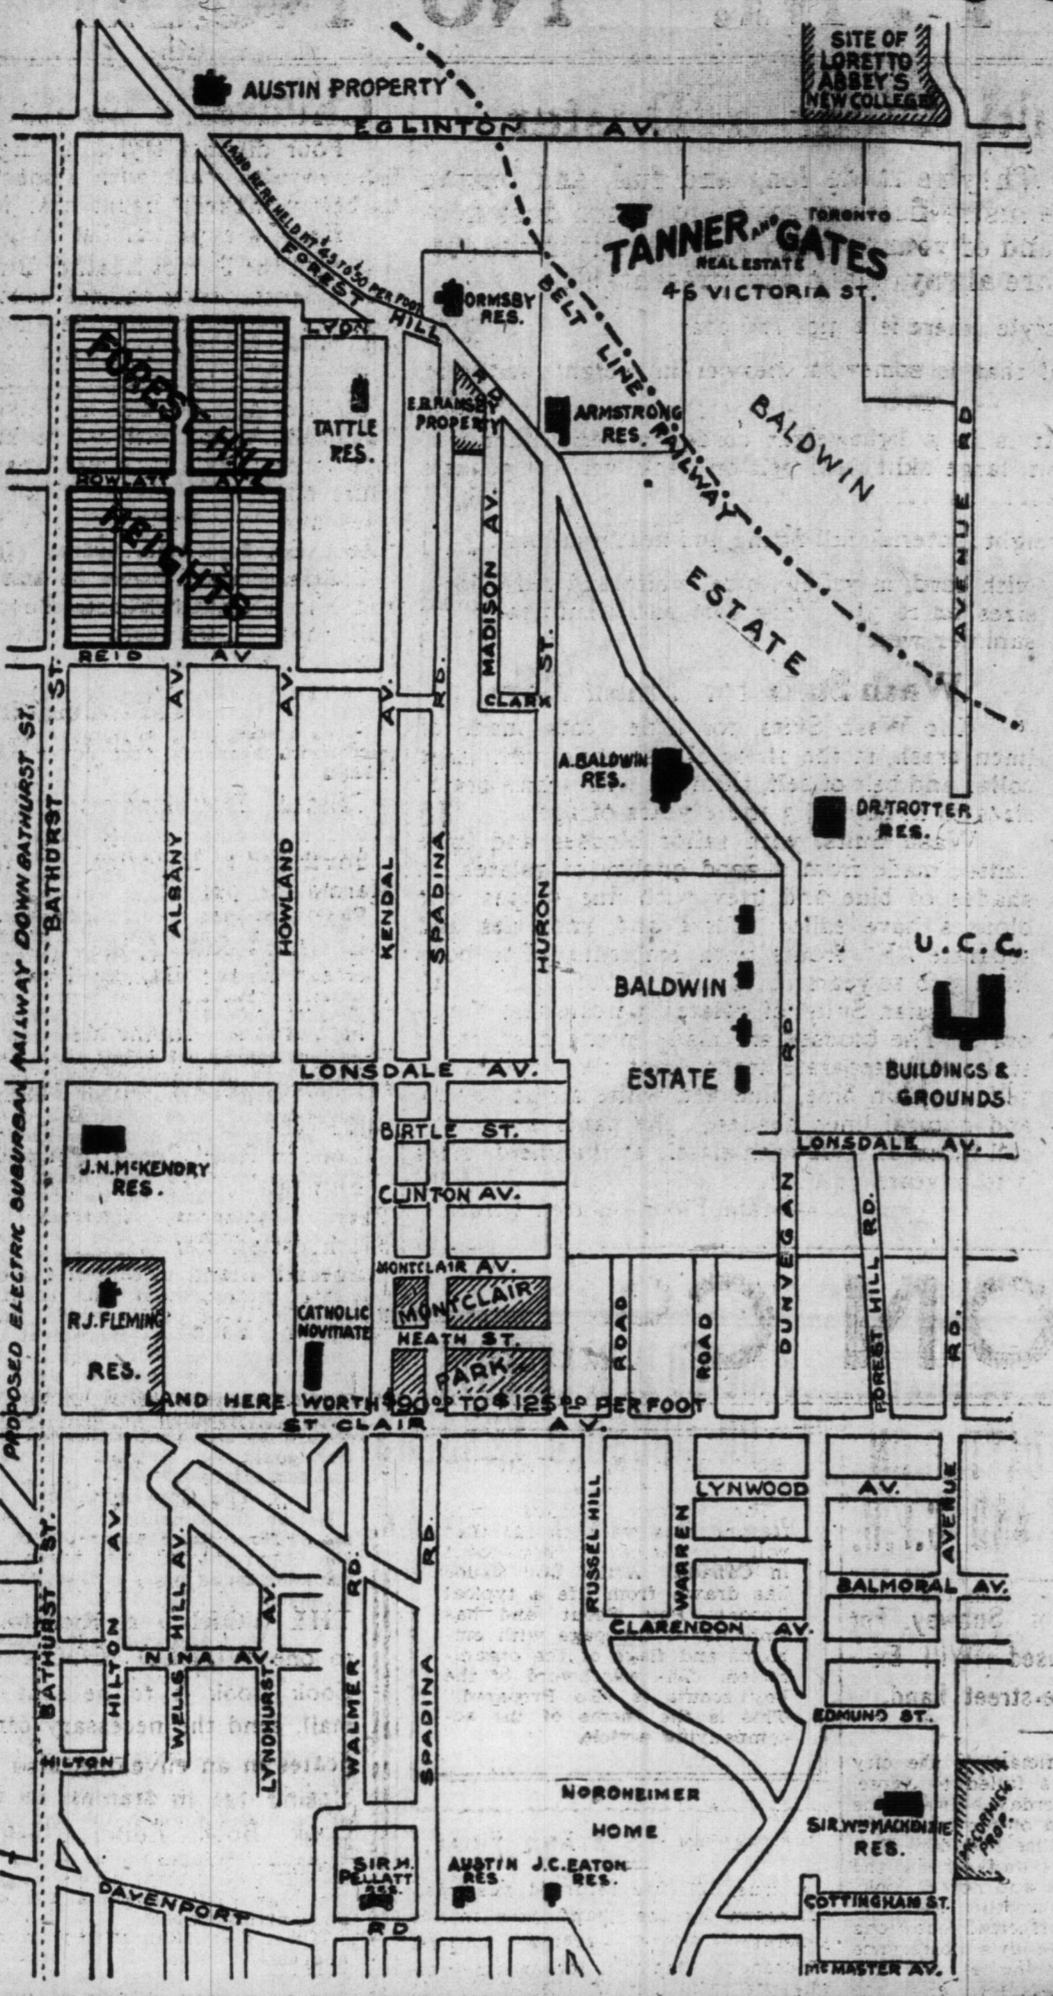 SITE OF
LORETTO
ABBEY'S
NEW COLLEGE
AUSTIN PROPERTY
EGLINTON AV.
LAND HERE HELD AT $45 TO $50 PER FOOT
FOREST HILL RD.
TORONTO
TANNER AND GATES
REAL ESTATE
46 VICTORIA ST.
ORMSBY
RES.
BELT LINE RAILWAY
LYON
FOREST HILL
HEIGHTS
TATTLE
RES.
E.B. RAMSBY
PROPERTY
ARMSTRONG
RES.
BALDWIN
ESTATE
AVENUE RD
ROWLATT AVE
MADISON AV.
REID AV
CLARK
ST.
BATHURST ST.
ALBANY AV.
HOWLAND AV.
KENDAL AV.
SPADINA RD.
HURON
A. BALDWIN
RES.
DR. TROTTER
RES.
PROPOSED ELECTRIC SUBURBAN RAILWAY DOWN BATHURST ST.
U.C.C.
BUILDINGS &
GROUNDS
BALDWIN
ESTATE
RD.
LONSDALE AV.
LONSDALE AV.
BIRTLE ST.
J.N. McKENDRY
RES.
CLINTON AV.
DUNVEGAN
FOREST HILL RD.
RD.
MONTCLAIR AV.
MONTCLAIR
HEATH ST.
PARK
R.J. FLEMING
RES.
CATHOLIC
NOVITIATE
ROAD
ROAD
LAND HERE WORTH $90.00 TO $125.00 PER FOOT
ST CLAIR AV.
LYNWOOD AV.
RUSSEL HILL
WARREN
AVENUE
BALMORAL AV.
CLARENDON AV.
BATHURST ST.
HILTON AV.
WELLS HILL AV.
NINA AV.
LYNDHURST AV.
WALMER RD.
SPADINA RD.
EDMUND ST.
HILTON
NORDHEIMER
HOME
SIR WM MACKENZIE
RES.
McCORMICK
PROP.
SIR H.
PELLATT
RES.
AUSTIN
RES.
J.C. EATON
RES.
DAVENPORT RD
COTTINGHAM ST.
McMASTER AV.